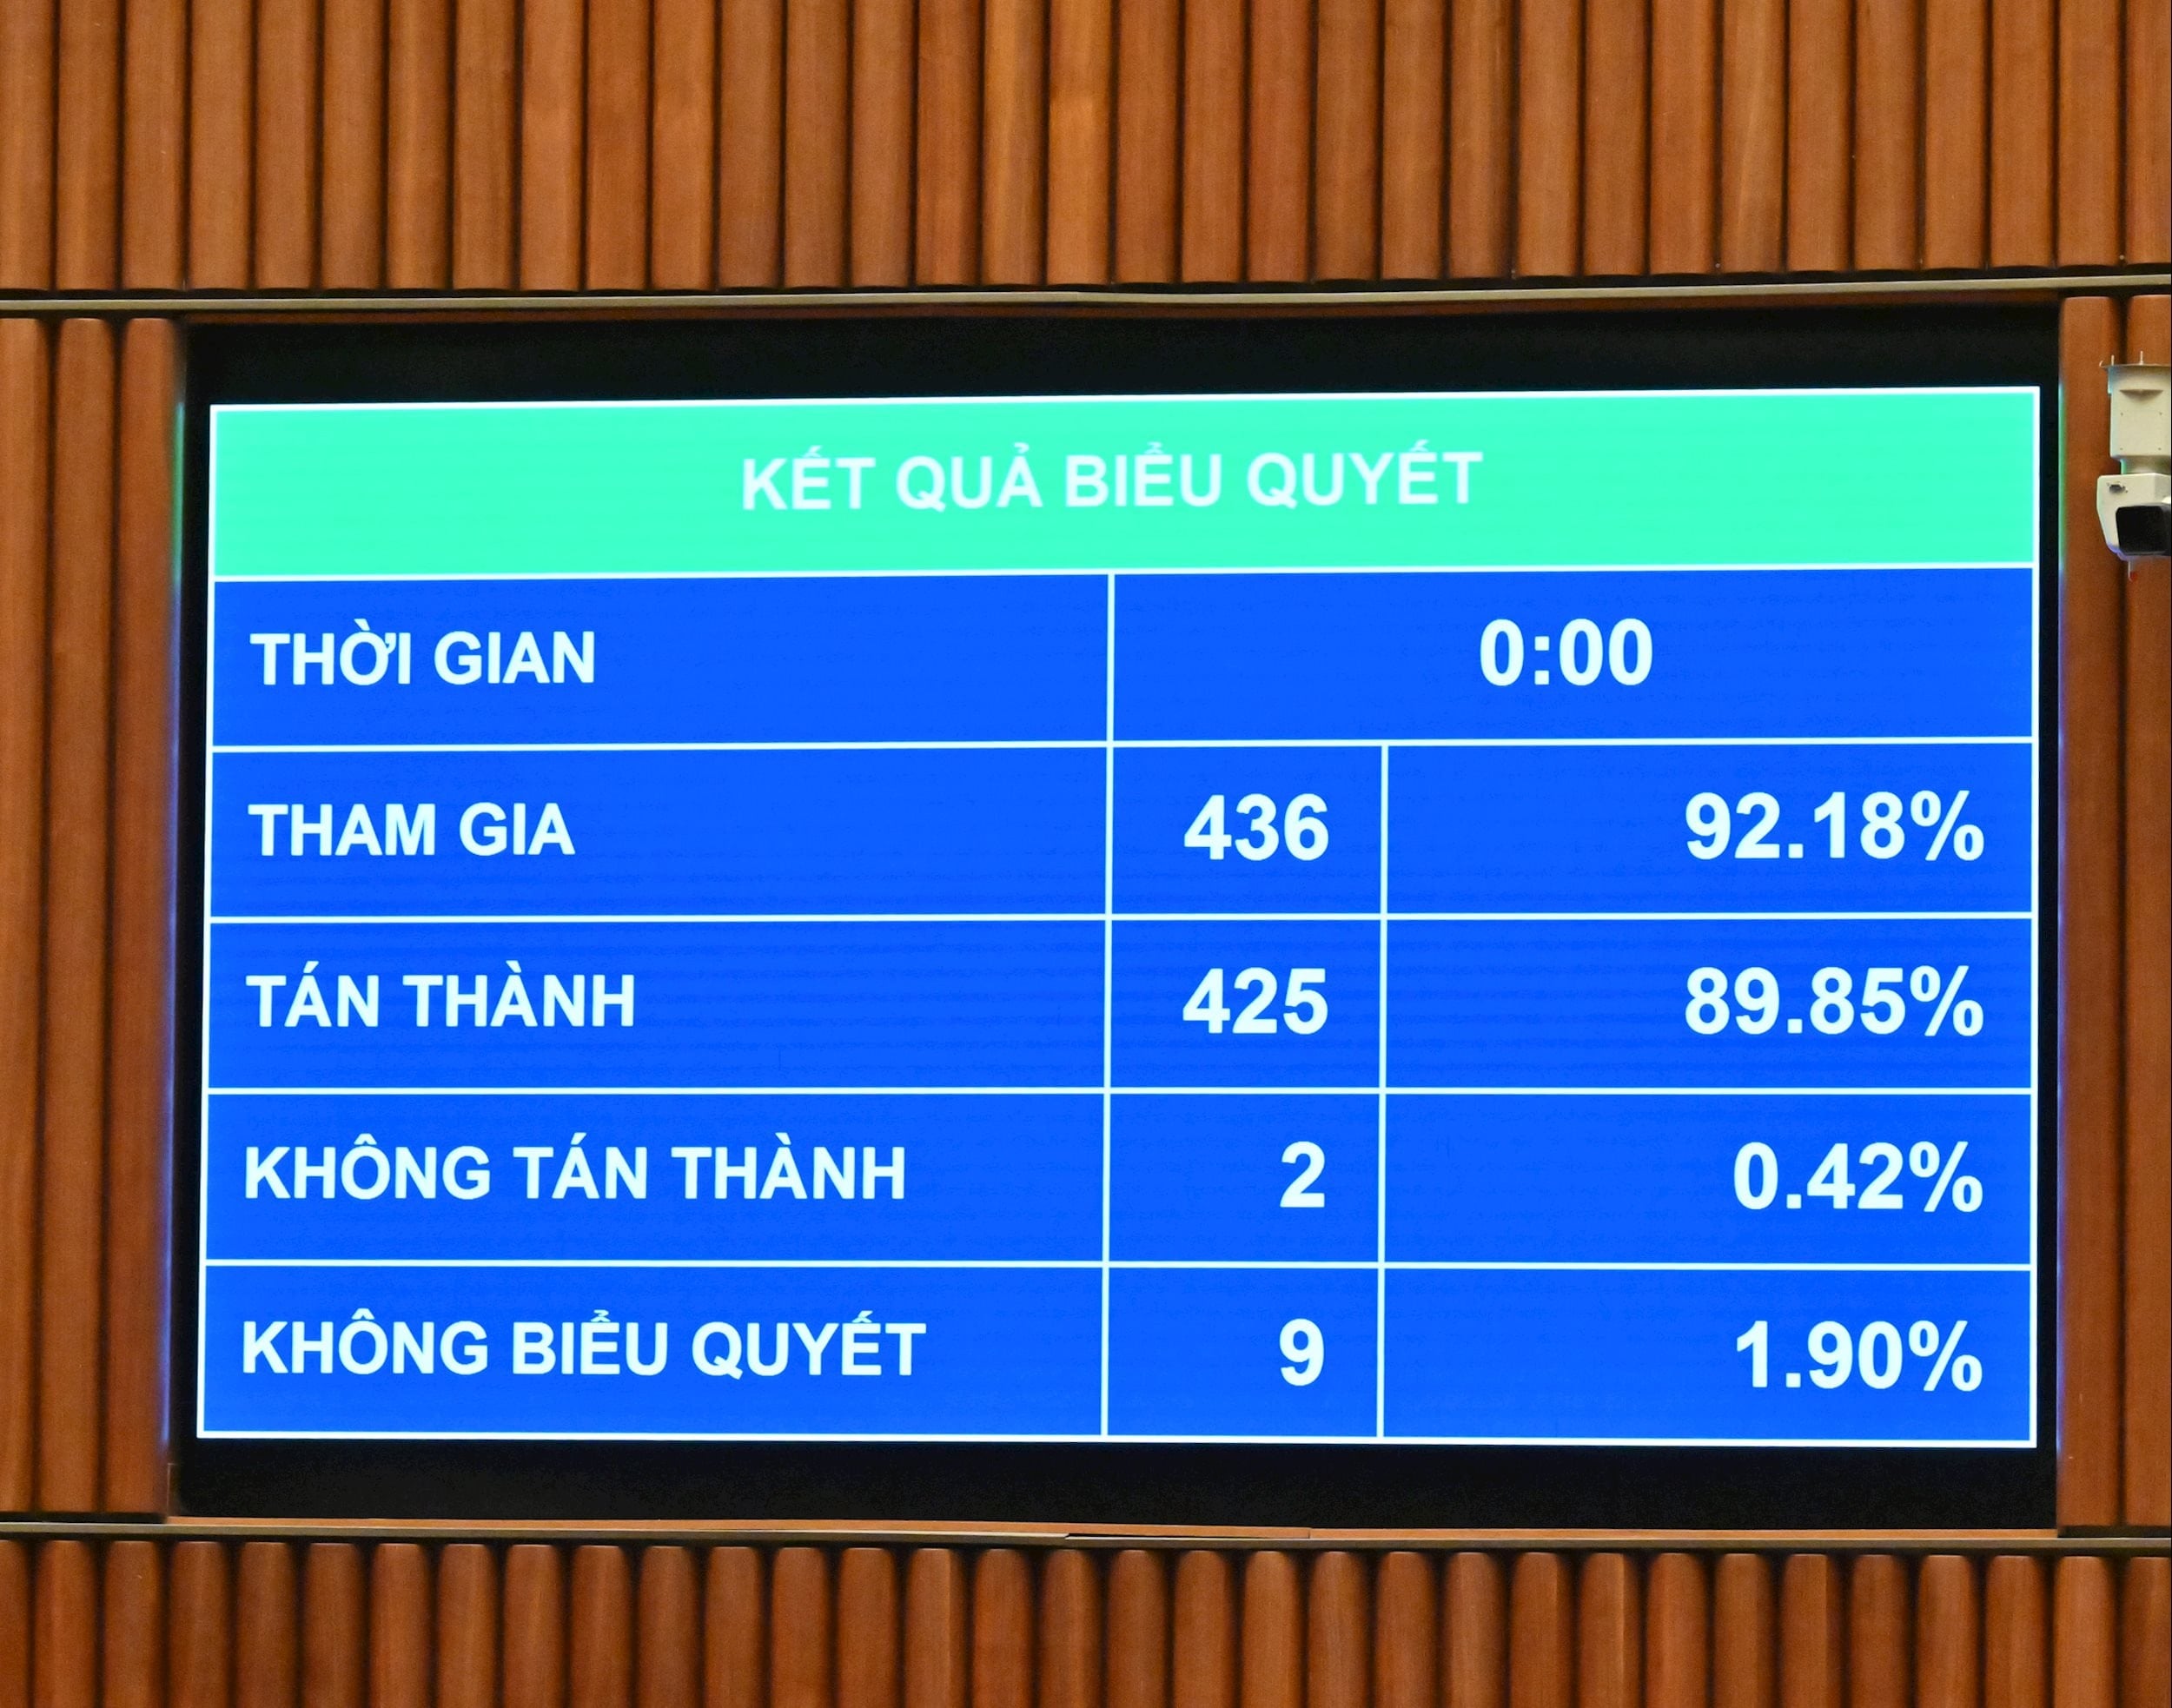 KẾT QUẢ BIỂU QUYẾT
THỜI GIAN 0:00
THAM GIA 436 92.18%
TÁN THÀNH 425 89.85%
KHÔNG TÁN THÀNH 2 0.42%
KHÔNG BIỂU QUYẾT 9 1.90%